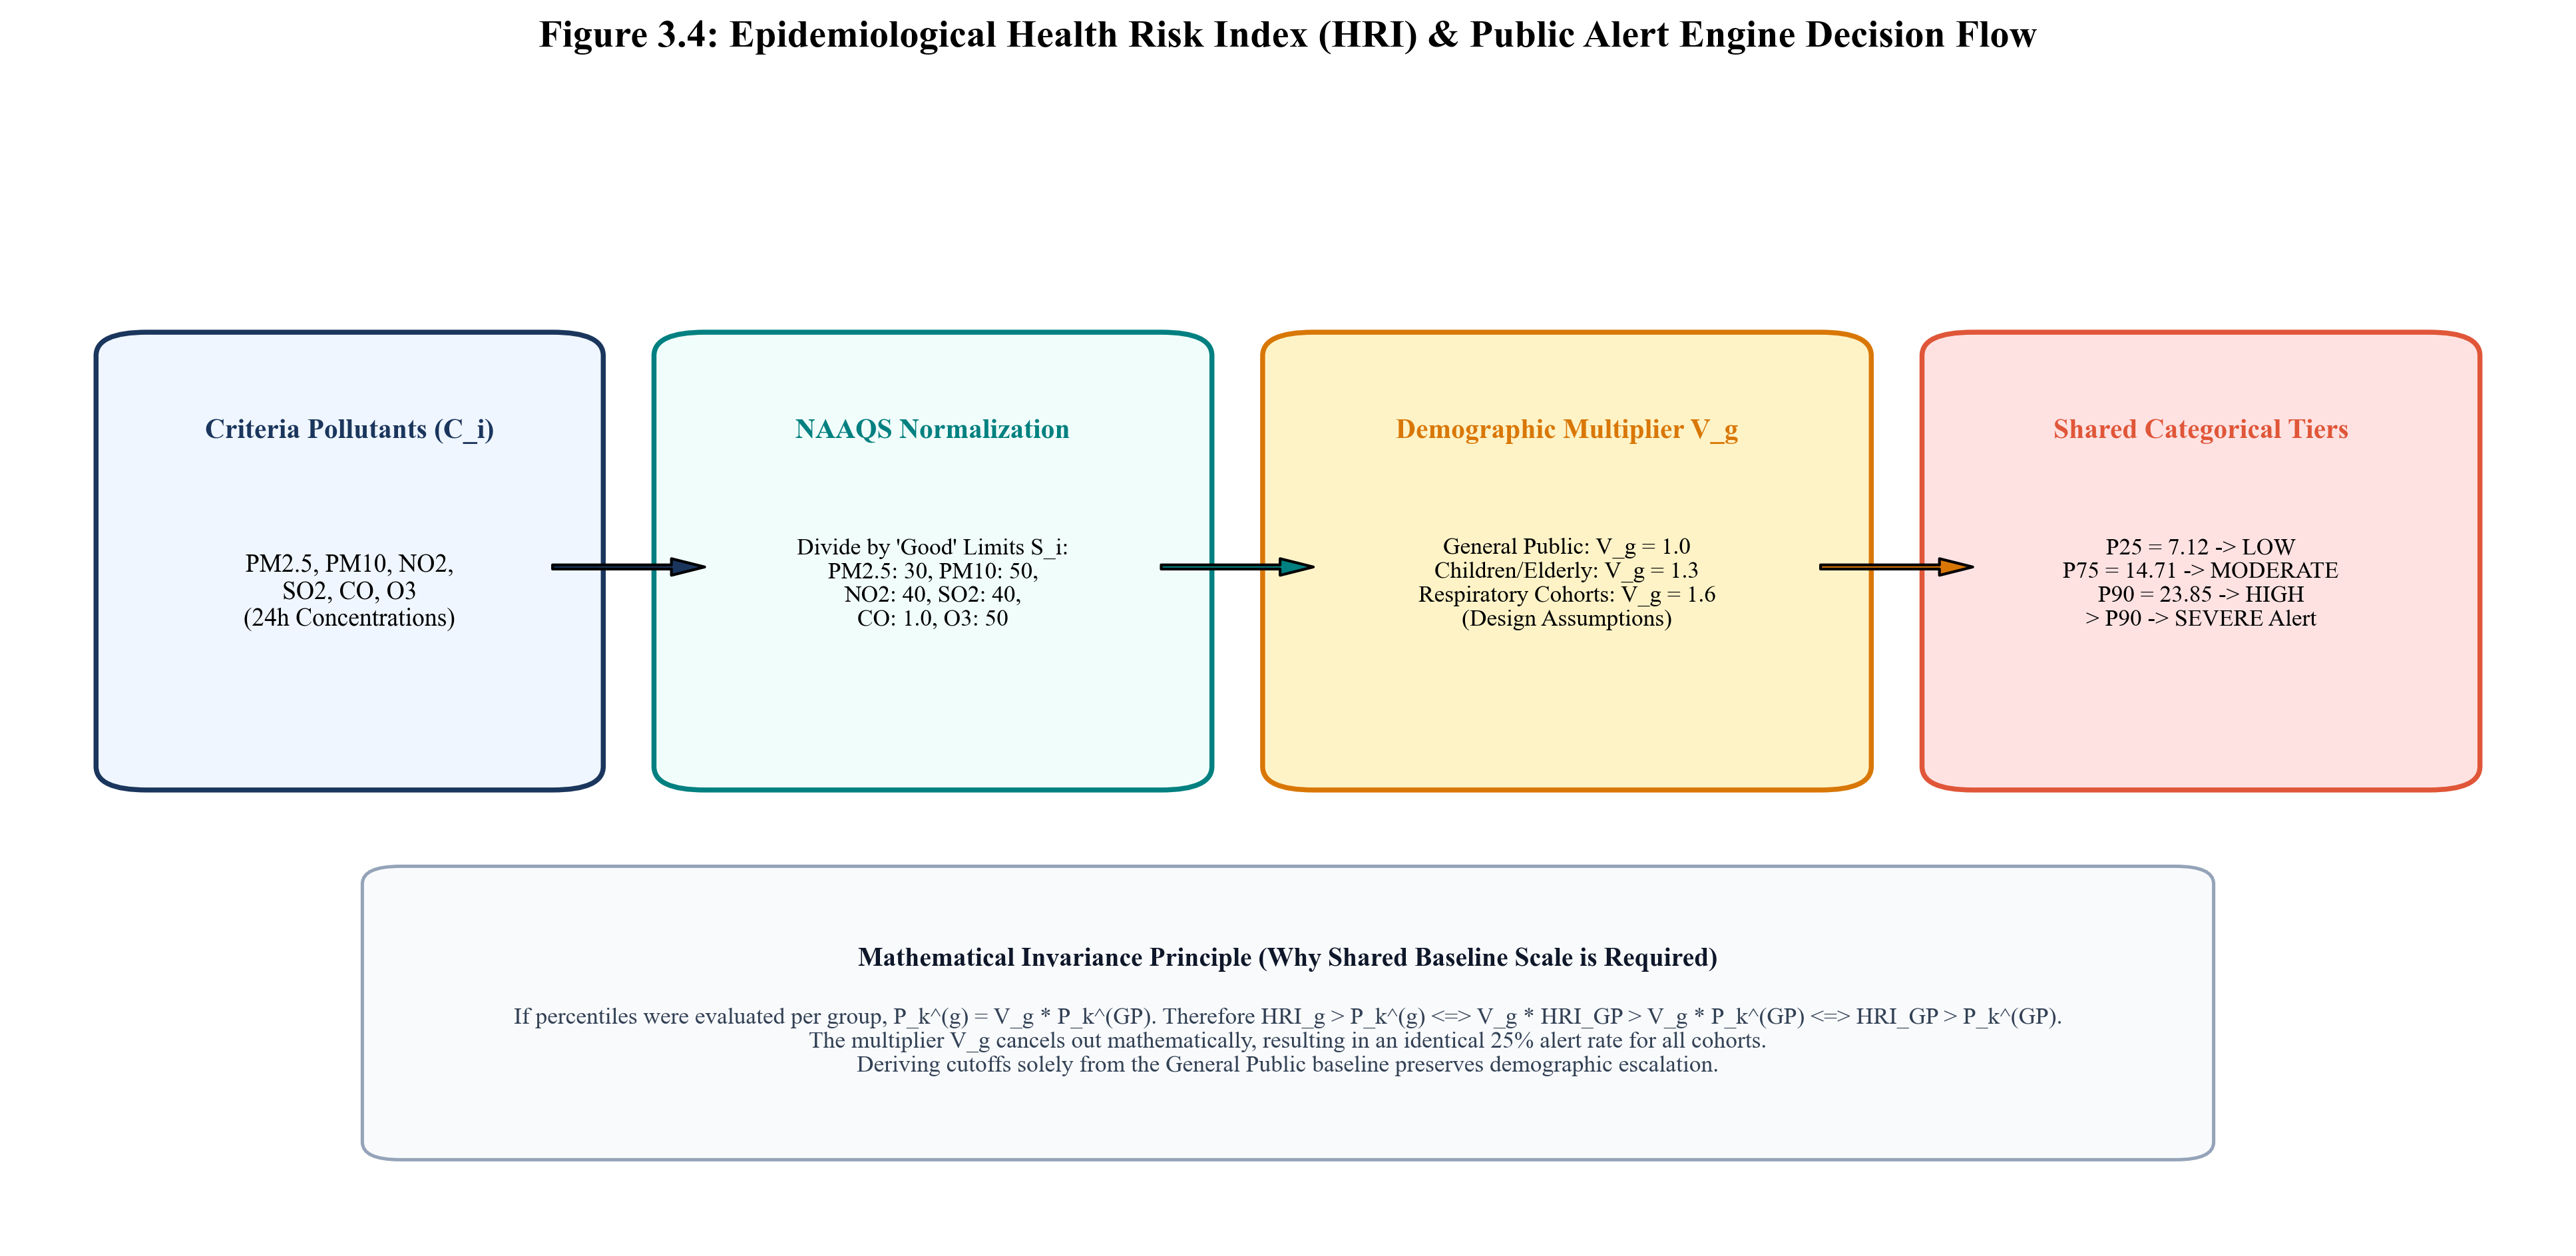 Figure 3.4: Epidemiological Health Risk Index (HRI) & Public Alert Engine Decision Flow
Criteria Pollutants (C_i)
PM2.5, PM10, NO2,
SO2, CO, O3
(24h Concentrations)
NAAQS Normalization
Divide by 'Good' Limits S_i:
PM2.5: 30, PM10: 50,
NO2: 40, SO2: 40,
CO: 1.0, O3: 50
Demographic Multiplier V_g
General Public: V_g = 1.0
Children/Elderly: V_g = 1.3
Respiratory Cohorts: V_g = 1.6
(Design Assumptions)
Shared Categorical Tiers
P25 = 7.12 -> LOW
P75 = 14.71 -> MODERATE
P90 = 23.85 -> HIGH
> P90 -> SEVERE Alert
Mathematical Invariance Principle (Why Shared Baseline Scale is Required)
If percentiles were evaluated per group, P_k^(g) = V_g * P_k^(GP). Therefore HRI_g > P_k^(g) <=> V_g * HRI_GP > V_g * P_k^(GP) <=> HRI_GP > P_k^(GP).
The multiplier V_g cancels out mathematically, resulting in an identical 25% alert rate for all cohorts.
Deriving cutoffs solely from the General Public baseline preserves demographic escalation.